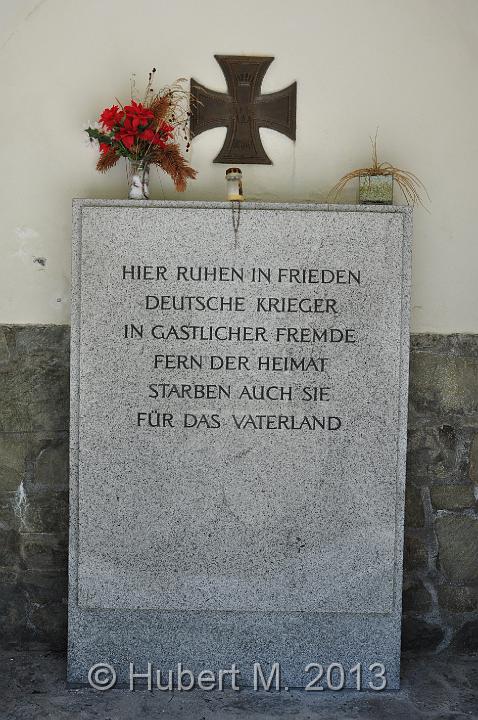 HIER RUHEN IN FRIEDEN
DEUTSCHE KRIEGER
IN GASTLICHER FREMDE
FERN DER HEIMAT
STARBEN AUCH SIE
FÜR DAS VATERLAND
© Hubert M. 2013